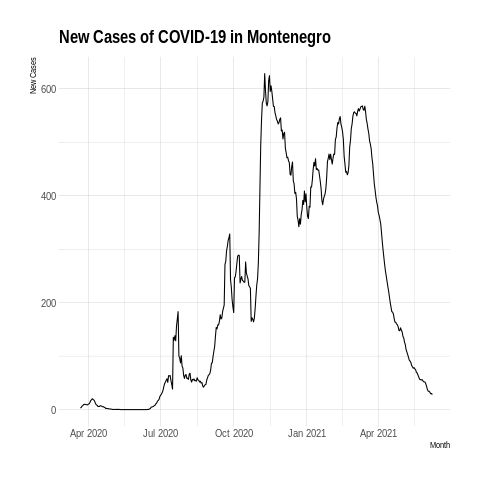 New Cases of COVID-19 in Montenegro
New Cases
600
400
200
0
Apr 2020 Jul 2020 Oct 2020 Jan 2021 Apr 2021
Month